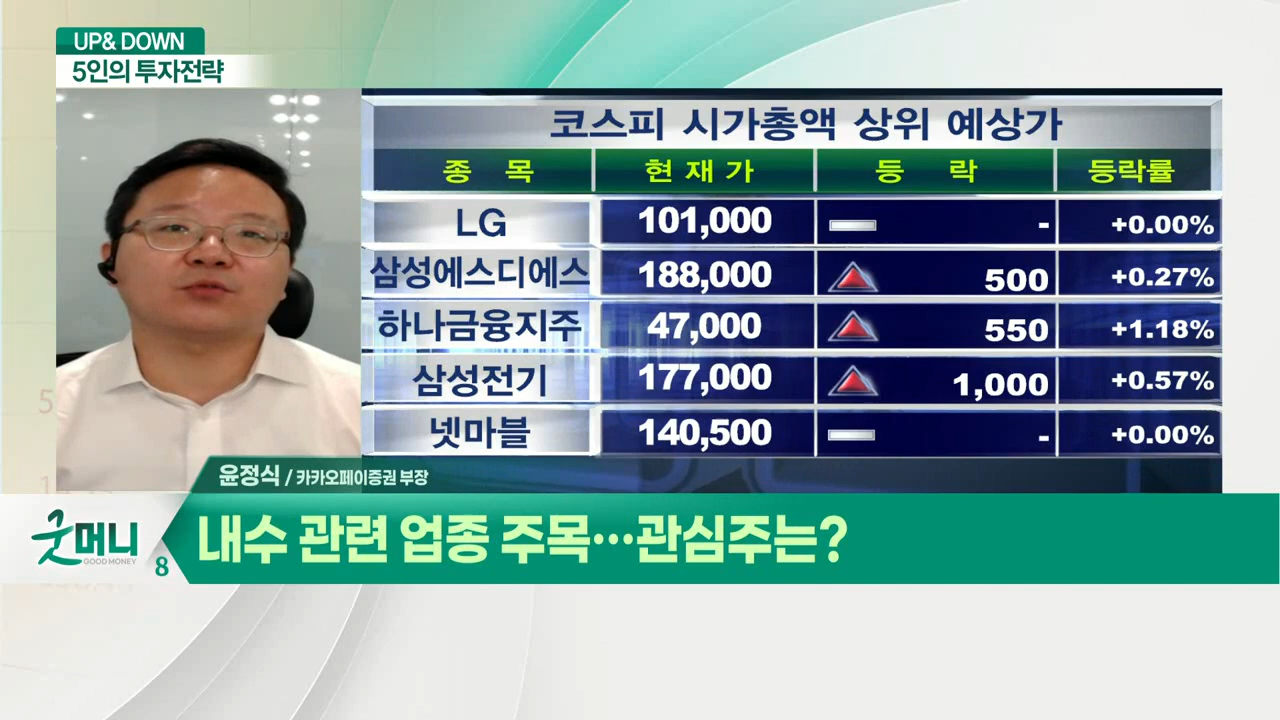 UP& DOWN
5인의 투자전략
코스피 시가총액 상위 예상가
종 목 현 재 가 등 락 등락률
LG 101,000 - +0.00%
삼성에스디에스 188,000 500 +0.27%
하나금융지주 47,000 550 +1.18%
삼성전기 177,000 1,000 +0.57%
넷마블 140,500 - +0.00%
윤정식 / 카카오페이증권 부장
굿머니
GOOD MONEY
8
내수 관련 업종 주목…관심주는?